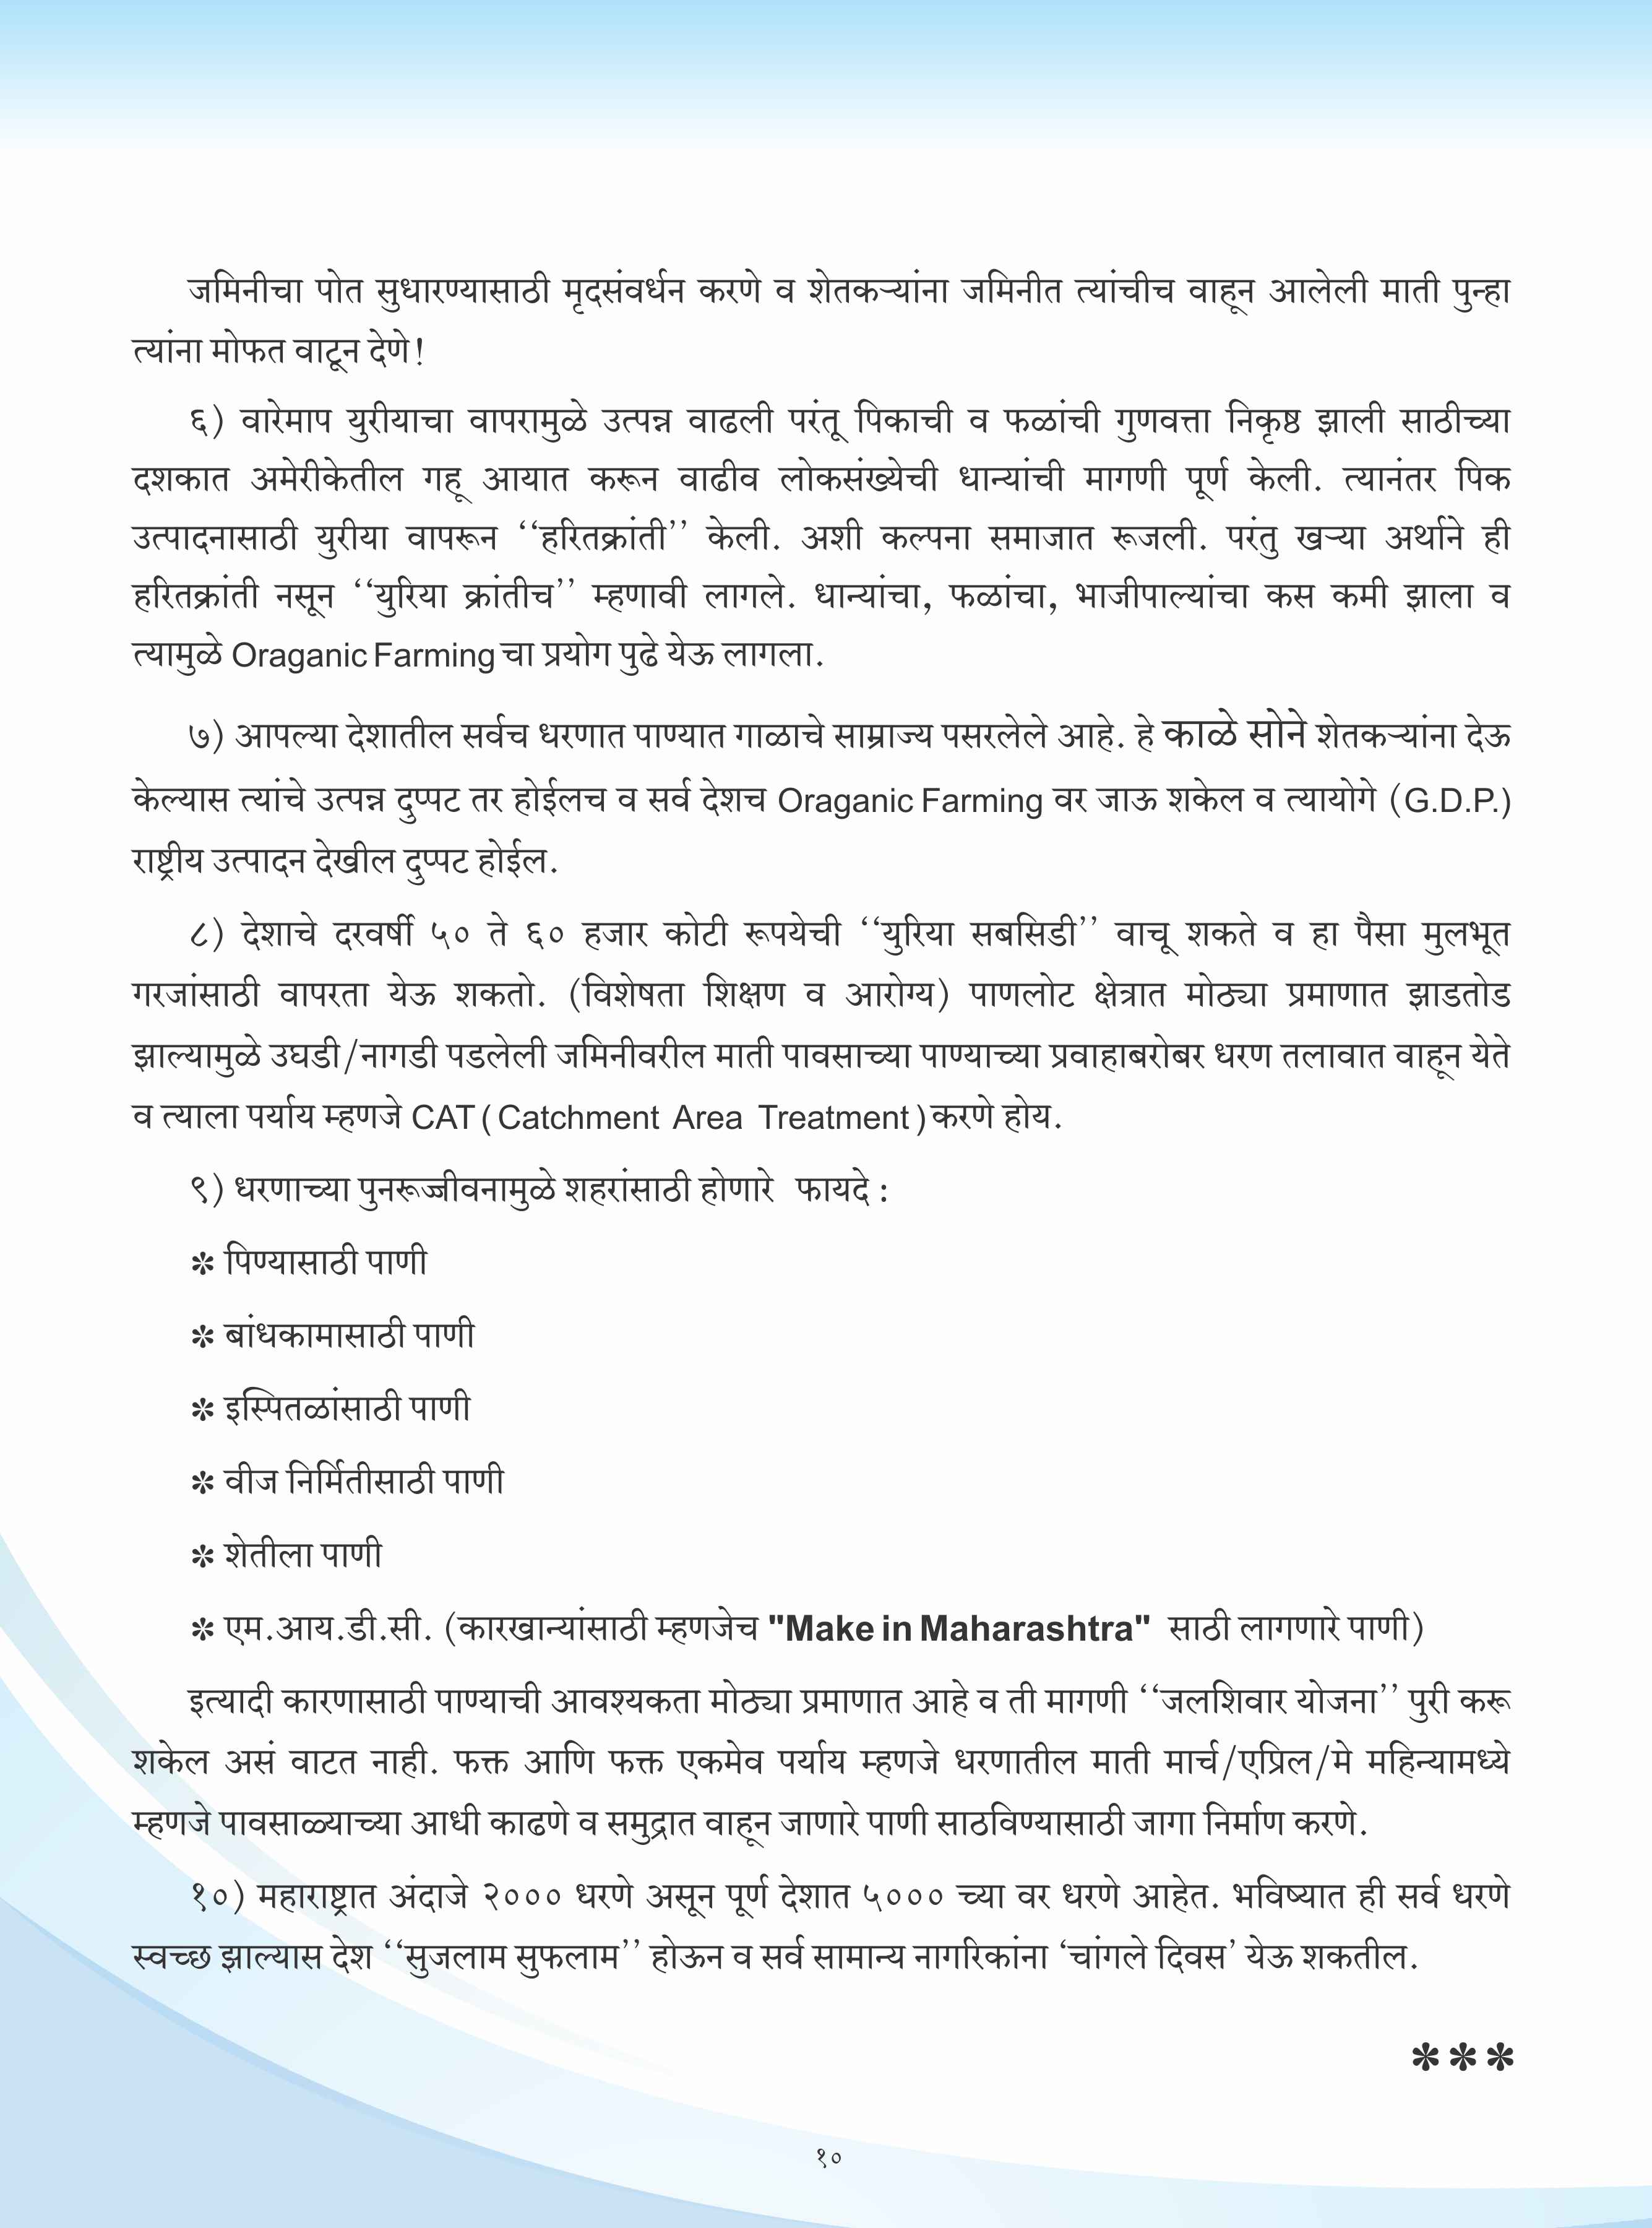 जमिनीचा पोत सुधारण्यासाठी मृदसंवर्धन करणे व शेतकऱ्यांना जमिनीत त्यांचीच वाहून आलेली माती पुन्हा
त्यांना मोफत वाटून देणे!
६) वारेमाप युरीयाचा वापरामुळे उत्पन्न वाढली परंतू पिकाची व फळांची गुणवत्ता निकृष्ठ झाली साठीच्या
दशकात अमेरीकेतील गहू आयात करून वाढीव लोकसंख्येची धान्यांची मागणी पूर्ण केली. त्यानंतर पिक
उत्पादनासाठी युरीया वापरून ‘‘हरितक्रांती’’ केली. अशी कल्पना समाजात रूजली. परंतु खऱ्या अर्थाने ही
हरितक्रांती नसून ‘‘युरिया क्रांतीच’’ म्हणावी लागले. धान्यांचा, फळांचा, भाजीपाल्यांचा कस कमी झाला व
त्यामुळे Oraganic Farming चा प्रयोग पुढे येऊ लागला.
७) आपल्या देशातील सर्वच धरणात पाण्यात गाळाचे साम्राज्य पसरलेले आहे. हे काळे सोने शेतकऱ्यांना देऊ
केल्यास त्यांचे उत्पन्न दुप्पट तर होईलच व सर्व देशच Oraganic Farming वर जाऊ शकेल व त्यायोगे (G.D.P.)
राष्ट्रीय उत्पादन देखील दुप्पट होईल.
८) देशाचे दरवर्षी ५० ते ६० हजार कोटी रूपयेची ‘‘युरिया सबसिडी’’ वाचू शकते व हा पैसा मुलभूत
गरजांसाठी वापरता येऊ शकतो. (विशेषता शिक्षण व आरोग्य) पाणलोट क्षेत्रात मोठ्या प्रमाणात झाडतोड
झाल्यामुळे उघडी/नागडी पडलेली जमिनीवरील माती पावसाच्या पाण्याच्या प्रवाहाबरोबर धरण तलावात वाहून येते
व त्याला पर्याय म्हणजे CAT ( Catchment Area Treatment ) करणे होय.
९) धरणाच्या पुनरूज्जीवनामुळे शहरांसाठी होणारे फायदे :
✽ पिण्यासाठी पाणी
✽ बांधकामासाठी पाणी
✽ इस्पितळांसाठी पाणी
✽ वीज निर्मितीसाठी पाणी
✽ शेतीला पाणी
✽ एम.आय.डी.सी. (कारखान्यांसाठी म्हणजेच "Make in Maharashtra" साठी लागणारे पाणी)
इत्यादी कारणासाठी पाण्याची आवश्यकता मोठ्या प्रमाणात आहे व ती मागणी ‘‘जलशिवार योजना’’ पुरी करू
शकेल असं वाटत नाही. फक्त आणि फक्त एकमेव पर्याय म्हणजे धरणातील माती मार्च/एप्रिल/मे महिन्यामध्ये
म्हणजे पावसाळ्याच्या आधी काढणे व समुद्रात वाहून जाणारे पाणी साठविण्यासाठी जागा निर्माण करणे.
१०) महाराष्ट्रात अंदाजे २००० धरणे असून पूर्ण देशात ५००० च्या वर धरणे आहेत. भविष्यात ही सर्व धरणे
स्वच्छ झाल्यास देश ‘‘सुजलाम सुफलाम’’ होऊन व सर्व सामान्य नागरिकांना ‘चांगले दिवस’ येऊ शकतील.
✽✽✽
१०